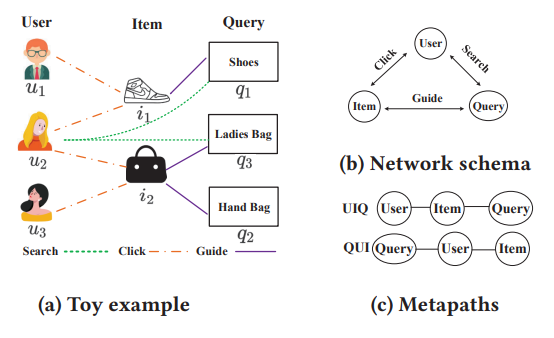 User Item Query
Shoes
u1 q1
i1
Ladies Bag
u2 q3
i2
Hand Bag
u3 q2
Search Click Guide
(a) Toy example
User
Click Search
Guide
Item Query
(b) Network schema
UIQ User Item Query
QUI Query User Item
(c) Metapaths